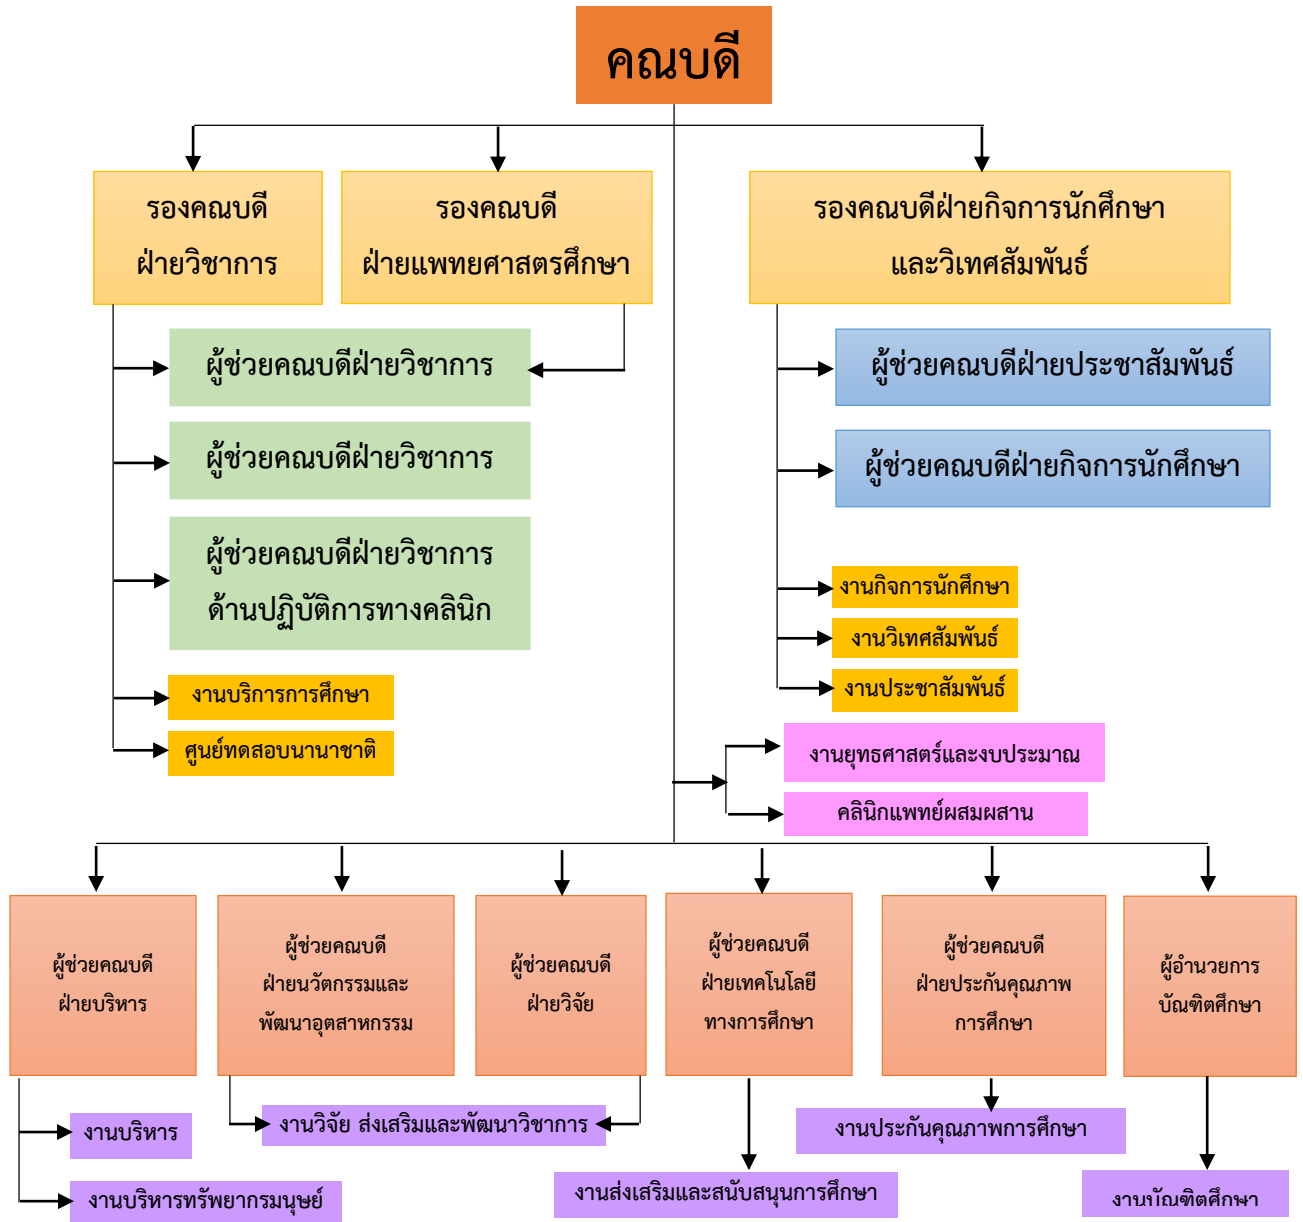 คณบดี
รองคณบดี
ฝ่ายวิชาการ
รองคณบดี
ฝ่ายแพทยศาสตรศึกษา
รองคณบดีฝ่ายกิจการนักศึกษา
และวิเทศสัมพันธ์
ผู้ช่วยคณบดีฝ่ายวิชาการ
ผู้ช่วยคณบดีฝ่ายวิชาการ
ผู้ช่วยคณบดีฝ่ายวิชาการ
ด้านปฏิบัติการทางคลินิก
งานบริการการศึกษา
ศูนย์ทดสอบนานาชาติ
ผู้ช่วยคณบดีฝ่ายประชาสัมพันธ์
ผู้ช่วยคณบดีฝ่ายกิจการนักศึกษา
งานกิจการนักศึกษา
งานวิเทศสัมพันธ์
งานประชาสัมพันธ์
งานยุทธศาสตร์และงบประมาณ
คลินิกแพทย์ผสมผสาน
ผู้ช่วยคณบดี
ฝ่ายบริหาร
ผู้ช่วยคณบดี
ฝ่ายนวัตกรรมและ
พัฒนาอุตสาหกรรม
ผู้ช่วยคณบดี
ฝ่ายวิจัย
ผู้ช่วยคณบดี
ฝ่ายเทคโนโลยี
ทางการศึกษา
ผู้ช่วยคณบดี
ฝ่ายประกันคุณภาพ
การศึกษา
ผู้อำนวยการ
บัณฑิตศึกษา
งานบริหาร
งานบริหารทรัพยากรมนุษย์
งานวิจัย ส่งเสริมและพัฒนาวิชาการ
งานส่งเสริมและสนับสนุนการศึกษา
งานประกันคุณภาพการศึกษา
งานบัณฑิตศึกษา